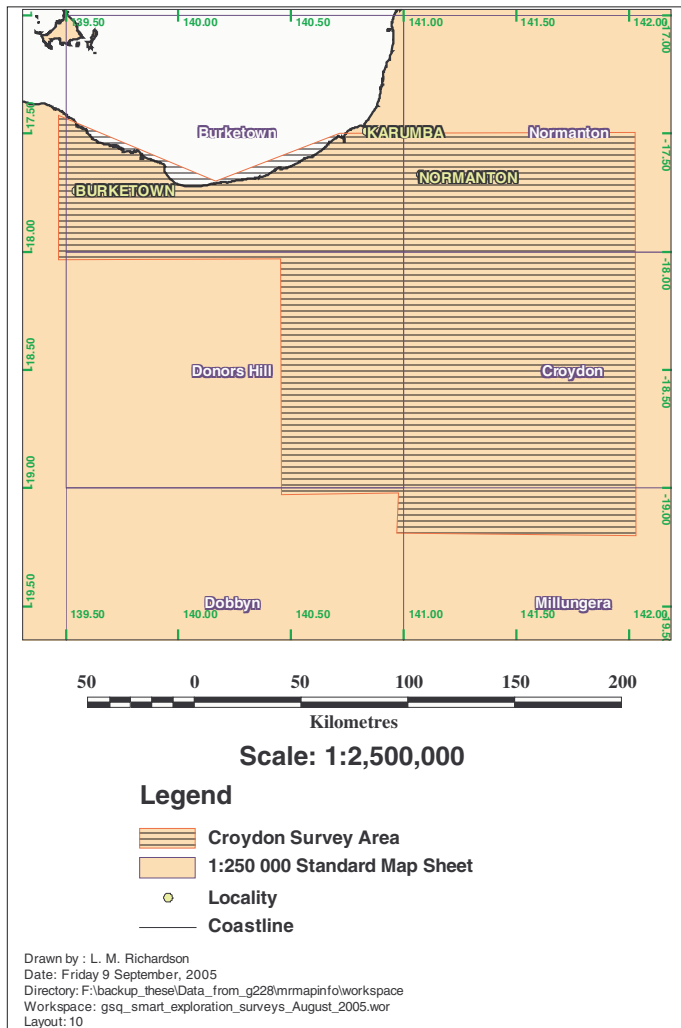 139.50 140.00 140.50 141.00 141.50 142.00
-17.00
-17.50
Burketown KARUMBA Normanton
-17.50
BURKETOWN NORMANTON
-18.00
-18.00
-18.50
Donors Hill Croydon
-18.50
-19.00
-19.00
-19.50
Dobbyn Millungera
139.50 140.00 140.50 141.00 141.50 142.00
-19.5
50 0 50 100 150 200
Kilometres
Scale: 1:2,500,000
Legend
Croydon Survey Area
1:250 000 Standard Map Sheet
Locality
Coastline
Drawn by : L. M. Richardson
Date: Friday 9 September, 2005
Directory: F:\backup_these\Data_from_g228\mrmapinfo\workspace
Workspace: gsq_smart_exploration_surveys_August_2005.wor
Layout: 10